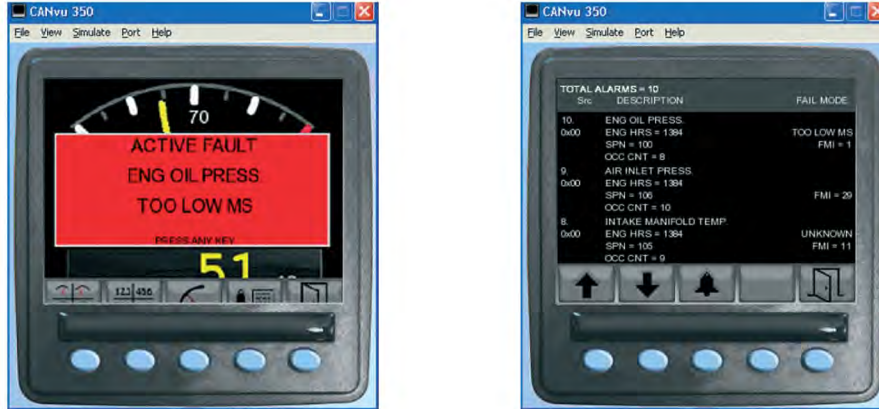 CANvu 350
File View Simulate Port Help
70
ACTIVE FAULT
ENG OIL PRESS.
TOO LOW MS
PRESS ANY KEY
51
123 456
CANvu 350
File View Simulate Port Help
TOTAL ALARMS = 10
Src DESCRIPTION FAIL MODE
10. ENG OIL PRESS.
0x00 ENG HRS = 1384 TOO LOW MS
SPN = 100 FMI = 1
OCC CNT = 8
9. AIR INLET PRESS.
0x00 ENG HRS = 1384
SPN = 106 FMI = 29
OCC CNT = 10
8. INTAKE MANIFOLD TEMP.
0x00 ENG HRS = 1384 UNKNOWN
SPN = 105 FMI = 11
OCC CNT = 9